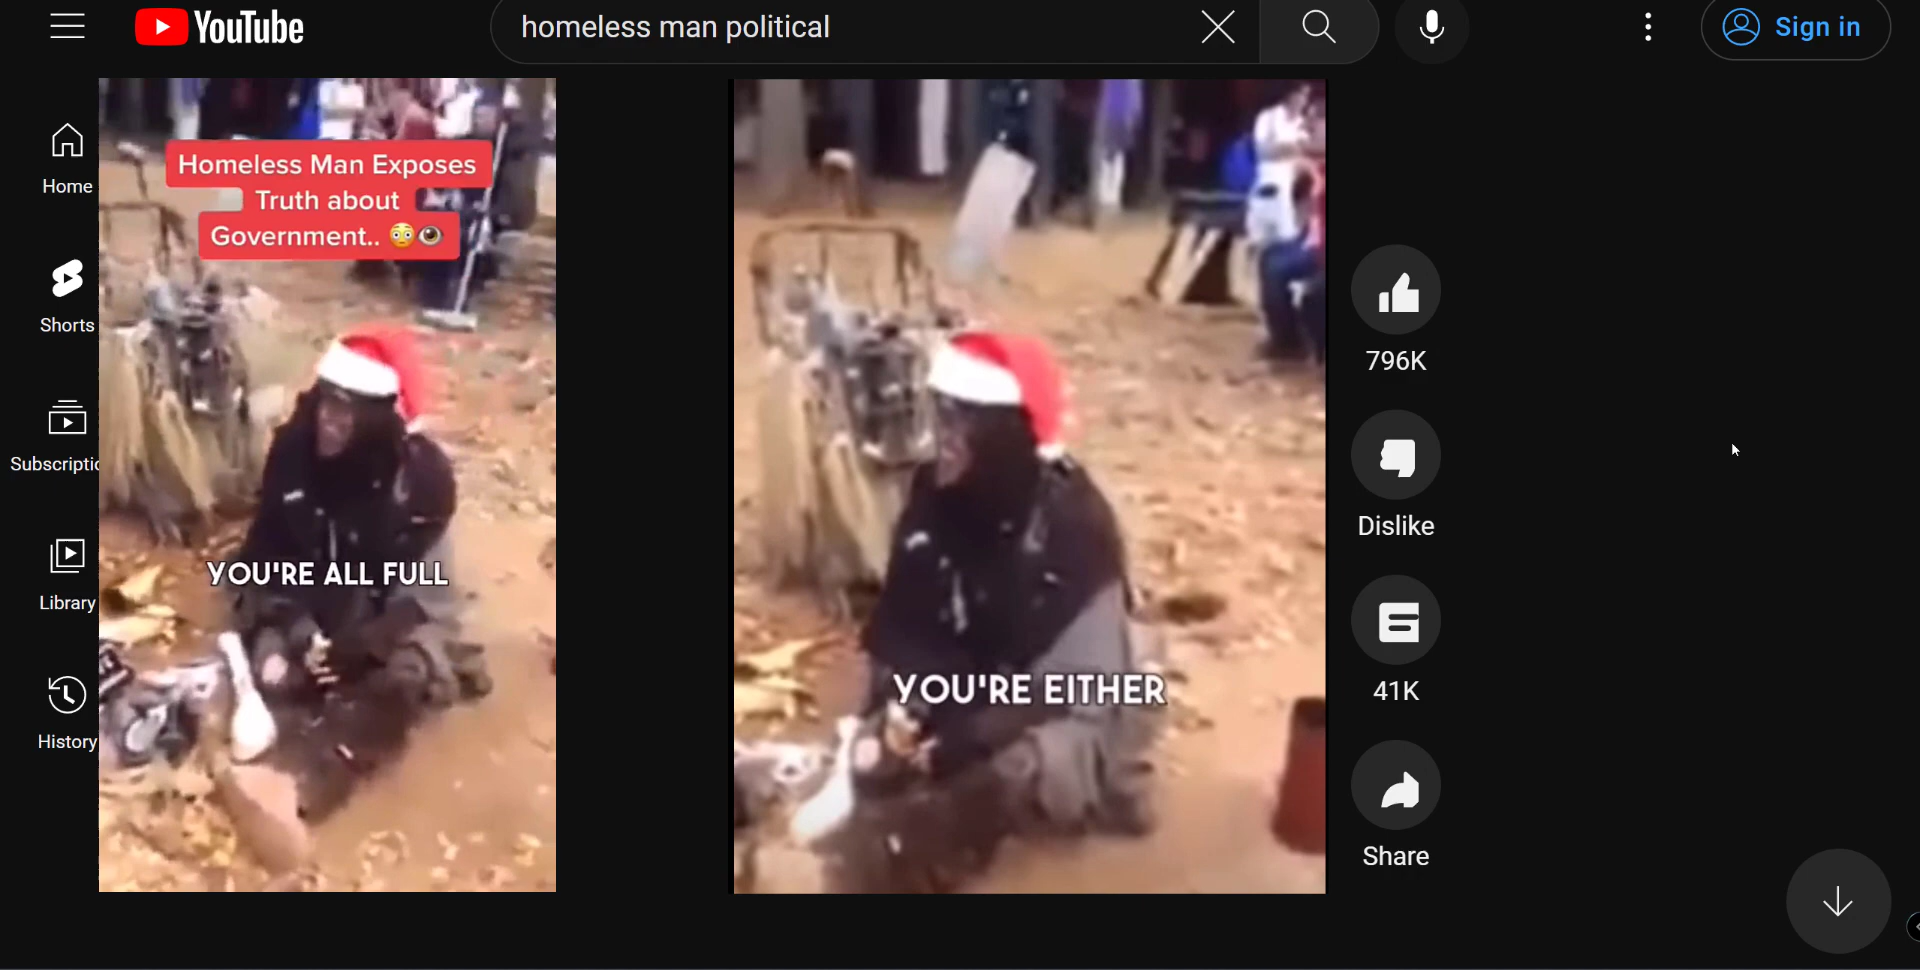 YouTube
homeless man political
Sign in
Home
Shorts
Subscriptic
Library
History
Homeless Man Exposes
Truth about
Government.. 😳👁
YOU'RE ALL FULL
YOU'RE EITHER
796K
Dislike
41K
Share